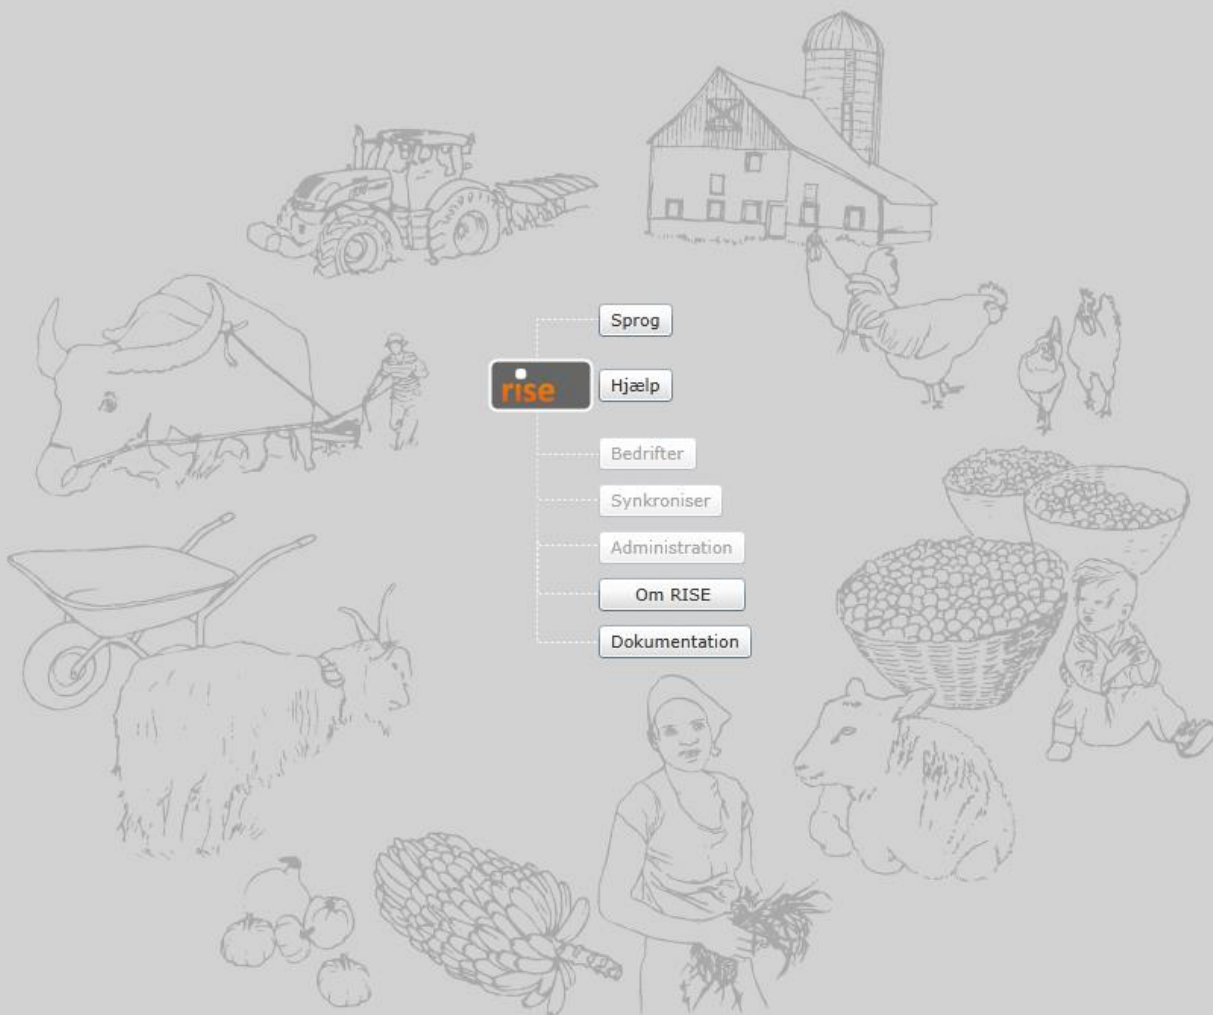 Sprog
rise
Hjælp
Bedrifter
Synkroniser
Administration
Om RISE
Dokumentation